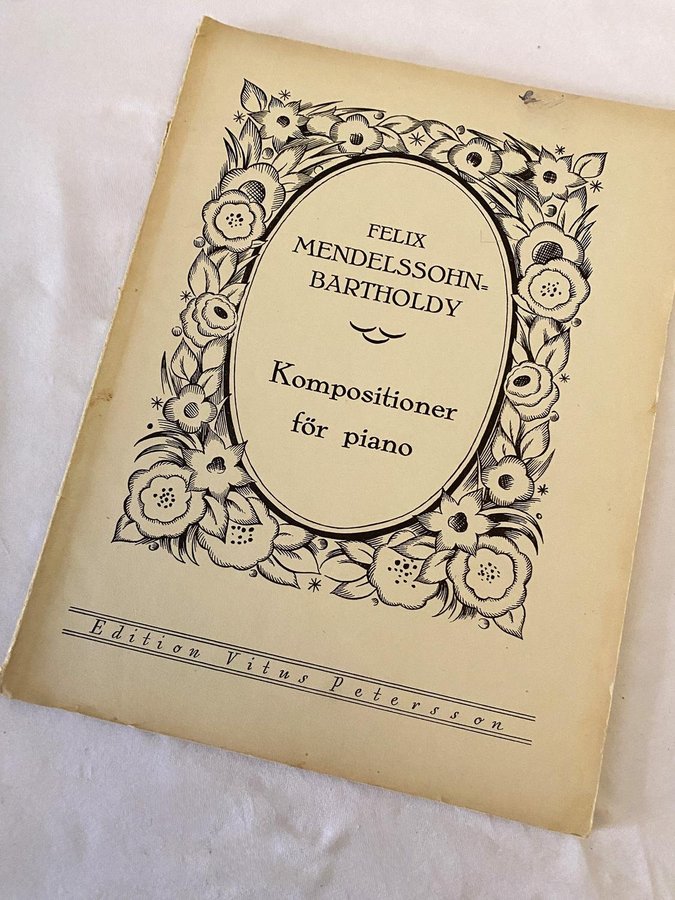 FELIX
MENDELSSOHN=
BARTHOLDY
Kompositioner
för piano
Edition Vitus Petersson